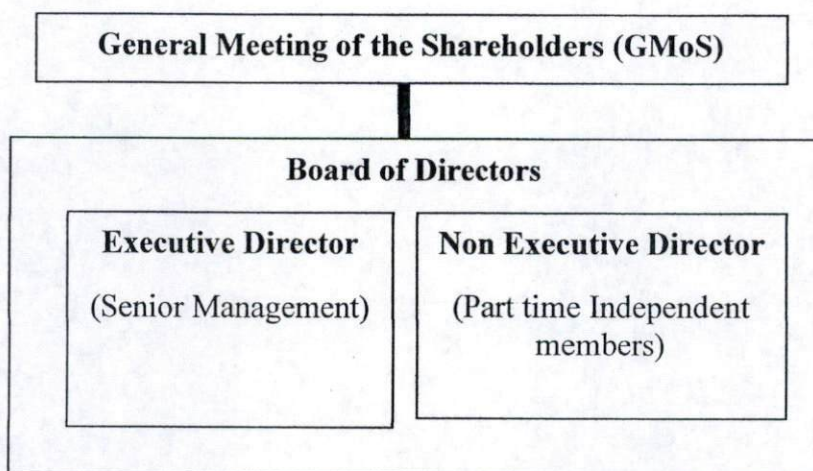 General Meeting of the Shareholders (GMoS)
Board of Directors
Executive Director
(Senior Management)
Non Executive Director
(Part time Independent
members)